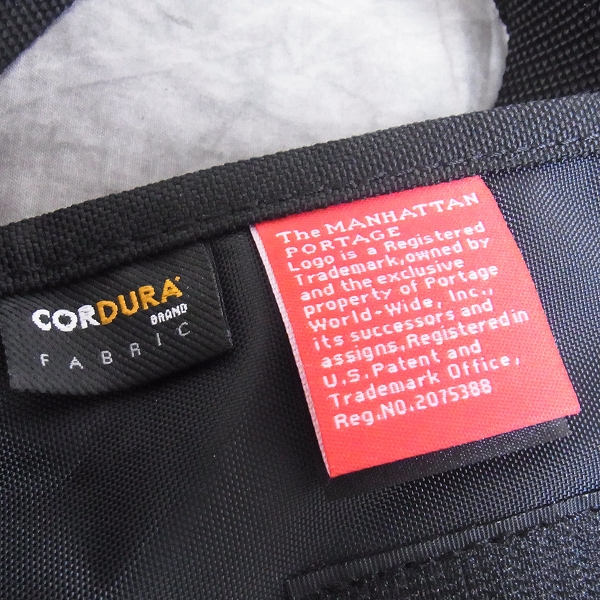 CORDURA
BRAND
FABRIC
The MANHATTAN
PORTAGE
Logo is a Registered
Trademark,owned by
and the exclusive
property of Portage
World-Wide, Inc.,
its successors and
assigns,Registered in
U.S.Patent and
Trademark Office,
Reg.NO.2075388